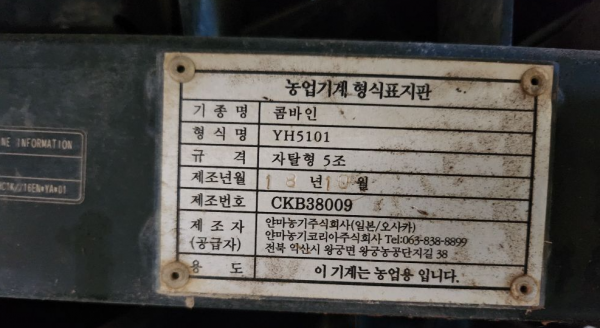 NE INFORMATION
농업기계 형식표지판
기 종 명 콤바인
형 식 명 YH5101
규 격 자탈형 5조
제조년월 년 월
제조번호 CKB38009
제 조 자 얀마농기주식회사(일본/오사카)
(공급자) 얀마농기코리아주식회사 Tel:063-838-8899
전북 익산시 왕궁면 왕궁농공단지길 38
용 도 이 기계는 농업용 입니다.